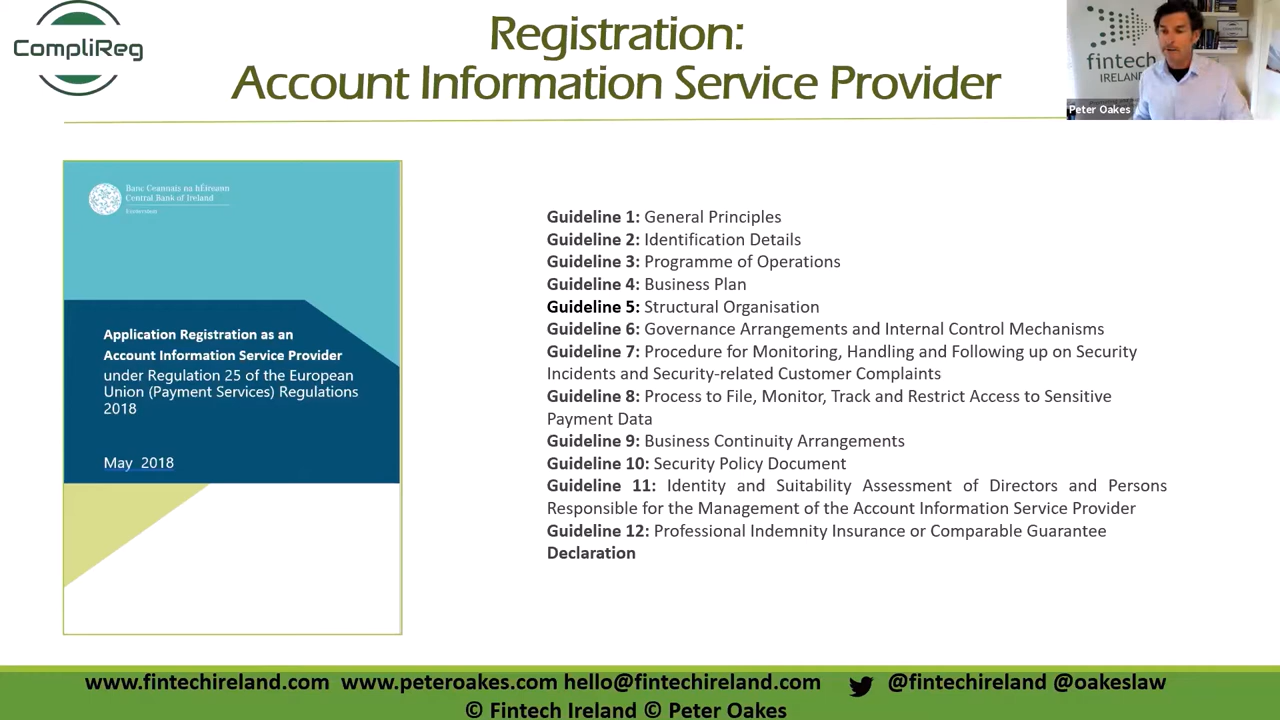 CompliReg
Registration:
Account Information Service Provider
fintech
IRELAND
Peter Oakes
Banc Ceannais na hÉireann
Central Bank of Ireland
Eurosystem
Application Registration as an
Account Information Service Provider
under Regulation 25 of the European
Union (Payment Services) Regulations
2018
May 2018
Guideline 1: General Principles
Guideline 2: Identification Details
Guideline 3: Programme of Operations
Guideline 4: Business Plan
Guideline 5: Structural Organisation
Guideline 6: Governance Arrangements and Internal Control Mechanisms
Guideline 7: Procedure for Monitoring, Handling and Following up on Security
Incidents and Security-related Customer Complaints
Guideline 8: Process to File, Monitor, Track and Restrict Access to Sensitive
Payment Data
Guideline 9: Business Continuity Arrangements
Guideline 10: Security Policy Document
Guideline 11: Identity and Suitability Assessment of Directors and Persons
Responsible for the Management of the Account Information Service Provider
Guideline 12: Professional Indemnity Insurance or Comparable Guarantee
Declaration
www.fintechireland.com www.peteroakes.com hello@fintechireland.com @fintechireland @oakeslaw
© Fintech Ireland © Peter Oakes